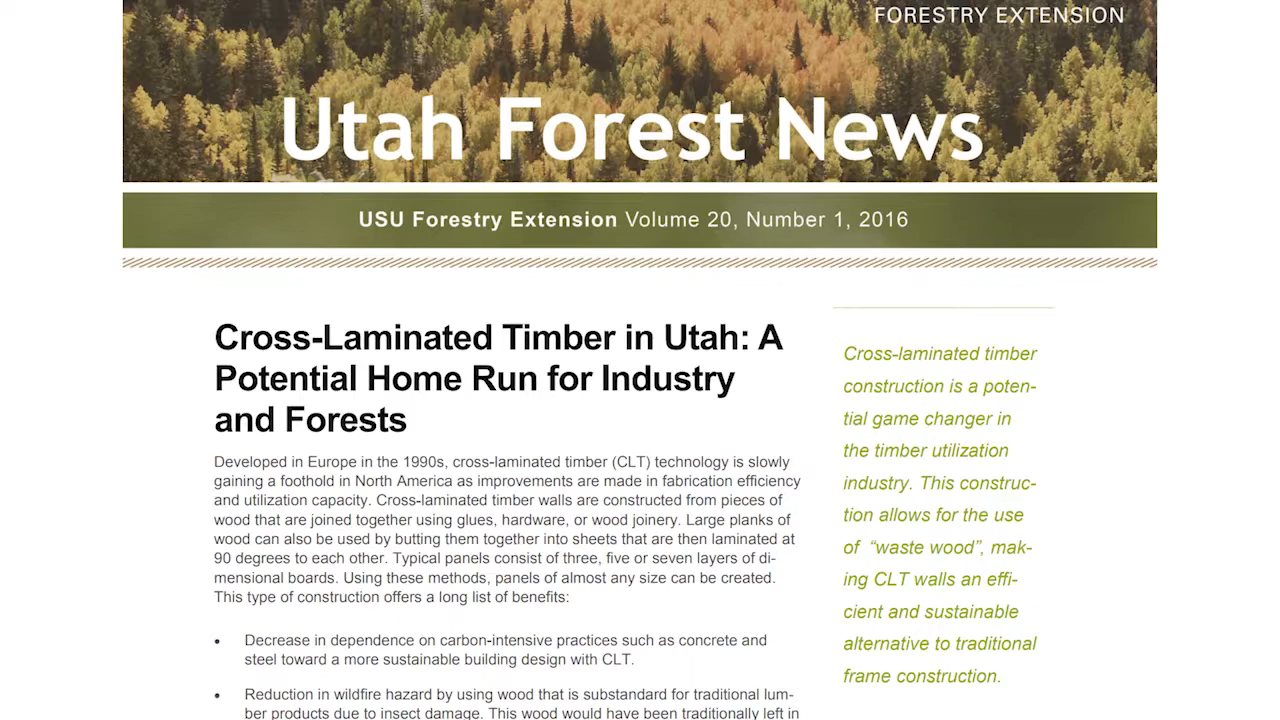 FORESTRY EXTENSION
Utah Forest News
USU Forestry Extension Volume 20, Number 1, 2016
Cross-Laminated Timber in Utah: A
Potential Home Run for Industry
and Forests
Developed in Europe in the 1990s, cross-laminated timber (CLT) technology is slowly
gaining a foothold in North America as improvements are made in fabrication efficiency
and utilization capacity. Cross-laminated timber walls are constructed from pieces of
wood that are joined together using glues, hardware, or wood joinery. Large planks of
wood can also be used by butting them together into sheets that are then laminated at
90 degrees to each other. Typical panels consist of three, five or seven layers of di-
mensional boards. Using these methods, panels of almost any size can be created.
This type of construction offers a long list of benefits:
• Decrease in dependence on carbon-intensive practices such as concrete and
steel toward a more sustainable building design with CLT.
• Reduction in wildfire hazard by using wood that is substandard for traditional lum-
ber products due to insect damage. This wood would have been traditionally left in
Cross-laminated timber
construction is a poten-
tial game changer in
the timber utilization
industry. This construc-
tion allows for the use
of “waste wood”, mak-
ing CLT walls an effi-
cient and sustainable
alternative to traditional
frame construction.